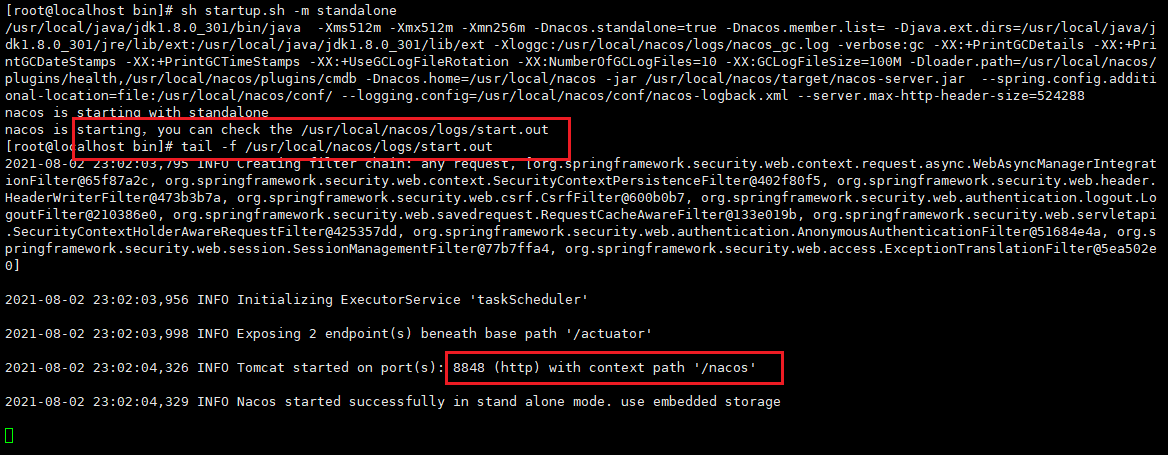 [root@localhost bin]# sh startup.sh -m standalone
/usr/local/java/jdk1.8.0_301/bin/java  -Xms512m -Xmx512m -Xmn256m -Dnacos.standalone=true -Dnacos.member.list= -Djava.ext.dirs=/usr/local/java/j
dk1.8.0_301/jre/lib/ext:/usr/local/java/jdk1.8.0_301/lib/ext -Xloggc:/usr/local/nacos/logs/nacos_gc.log -verbose:gc -XX:+PrintGCDetails -XX:+Pri
ntGCDateStamps -XX:+PrintGCTimeStamps -XX:+UseGCLogFileRotation -XX:NumberOfGCLogFiles=10 -XX:GCLogFileSize=100M -Dloader.path=/usr/local/nacos/
plugins/health,/usr/local/nacos/plugins/cmdb -Dnacos.home=/usr/local/nacos -jar /usr/local/nacos/target/nacos-server.jar  --spring.config.additi
onal-location=file:/usr/local/nacos/conf/ --logging.config=/usr/local/nacos/conf/nacos-logback.xml --server.max-http-header-size=524288
nacos is starting with standalone
nacos is starting，you can check the /usr/local/nacos/logs/start.out
[root@localhost bin]# tail -f /usr/local/nacos/logs/start.out
2021-08-02 23:02:03,795 INFO Creating filter chain: any request, [org.springframework.security.web.context.request.async.WebAsyncManagerIntegrat
ionFilter@65f87a2c, org.springframework.security.web.context.SecurityContextPersistenceFilter@402f80f5, org.springframework.security.web.header.
HeaderWriterFilter@473b3b7a, org.springframework.security.web.csrf.CsrfFilter@600b0b7, org.springframework.security.web.authentication.logout.Lo
goutFilter@210386e0, org.springframework.security.web.savedrequest.RequestCacheAwareFilter@133e019b, org.springframework.security.web.servletapi
.SecurityContextHolderAwareRequestFilter@425357dd, org.springframework.security.web.authentication.AnonymousAuthenticationFilter@51684e4a, org.s
pringframework.security.web.session.SessionManagementFilter@77b7ffa4, org.springframework.security.web.access.ExceptionTranslationFilter@5ea502e
0]
2021-08-02 23:02:03,956 INFO Initializing ExecutorService 'taskScheduler'
2021-08-02 23:02:03,998 INFO Exposing 2 endpoint(s) beneath base path '/actuator'
2021-08-02 23:02:04,326 INFO Tomcat started on port(s): 8848 (http) with context path '/nacos'
2021-08-02 23:02:04,329 INFO Nacos started successfully in stand alone mode. use embedded storage